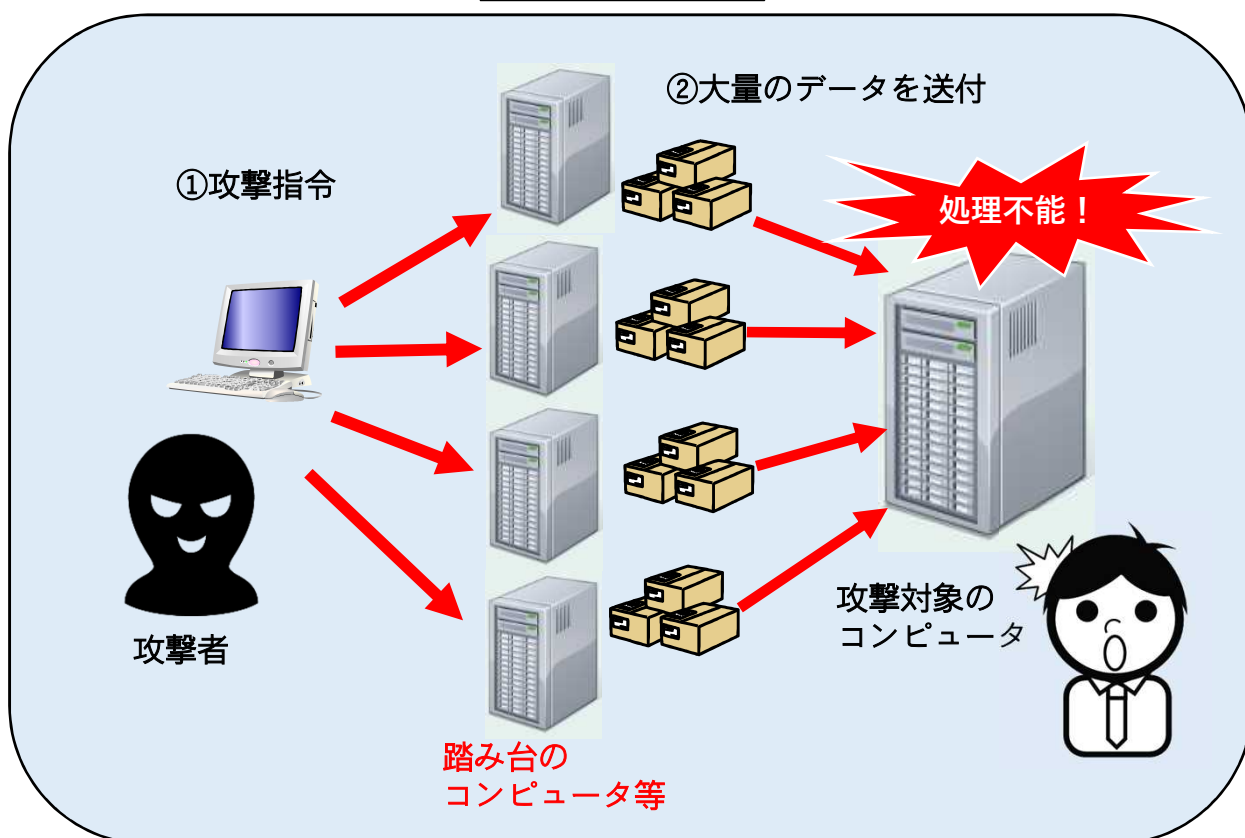 ②大量のデータを送付
①攻撃指令
処理不能！
攻撃者
攻撃対象の
コンピュータ
踏み台の
コンピュータ等